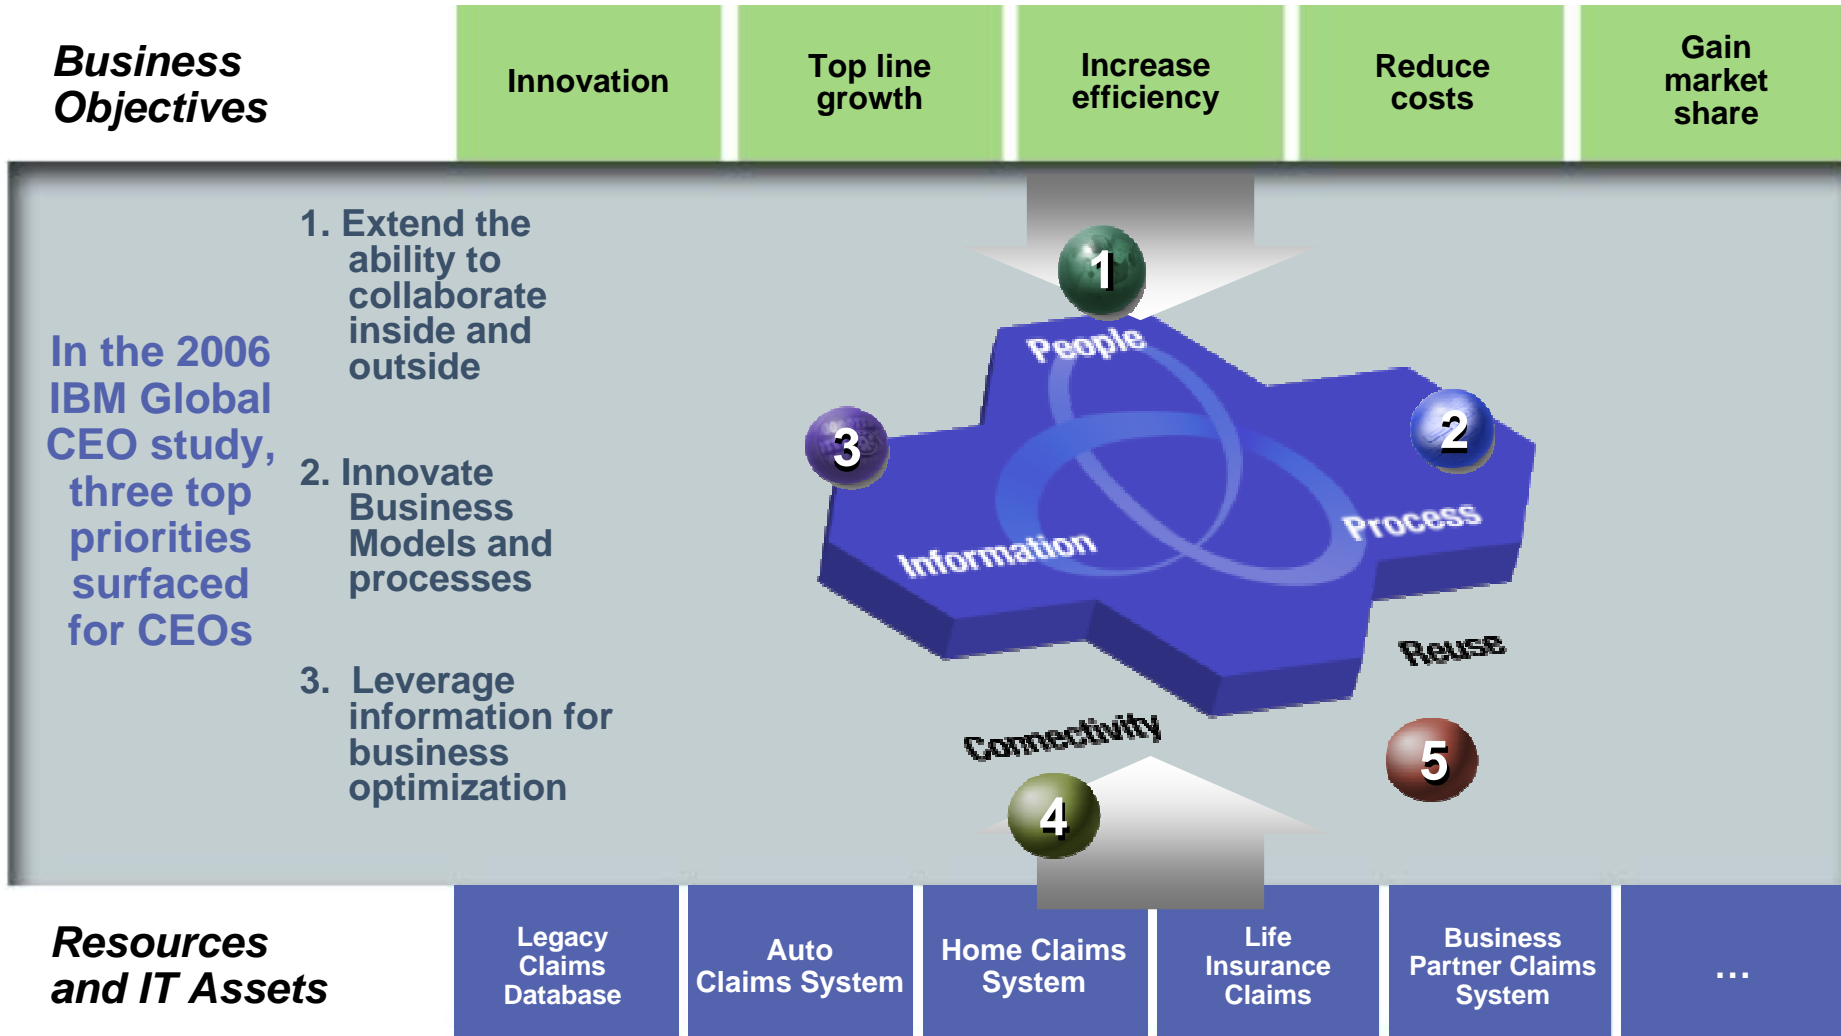 Business
Objectives
Innovation
Top line
growth
Increase
efficiency
Reduce
costs
Gain
market
share
In the 2006
IBM Global
CEO study,
three top
priorities
surfaced
for CEOs
1. Extend the
ability to
collaborate
inside and
outside
2. Innovate
Business
Models and
processes
3. Leverage
information for
business
optimization
1
People
2
3
Process
Information
Reuse
Connectivity
5
4
Resources
and IT Assets
Legacy
Claims
Database
Auto
Claims System
Home Claims
System
Life
Insurance
Claims
Business
Partner Claims
System
...